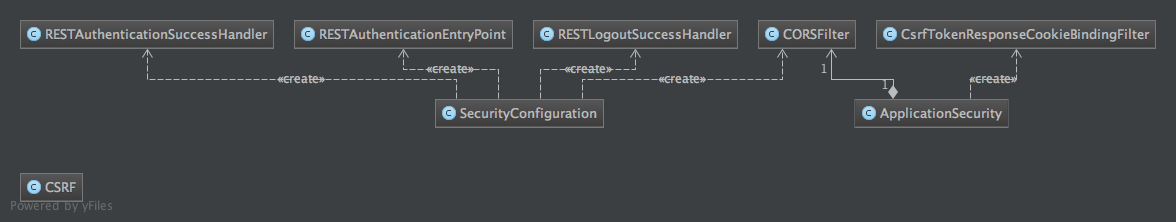 C RESTAuthenticationSuccessHandler C RESTAuthenticationEntryPoint C RESTLogoutSuccessHandler C CORSFilter C CsrfTokenResponseCookieBindingFilter
«create» «create» «create» «create» 1 1 «create»
C SecurityConfiguration C ApplicationSecurity
C CSRF
Powered by yFiles